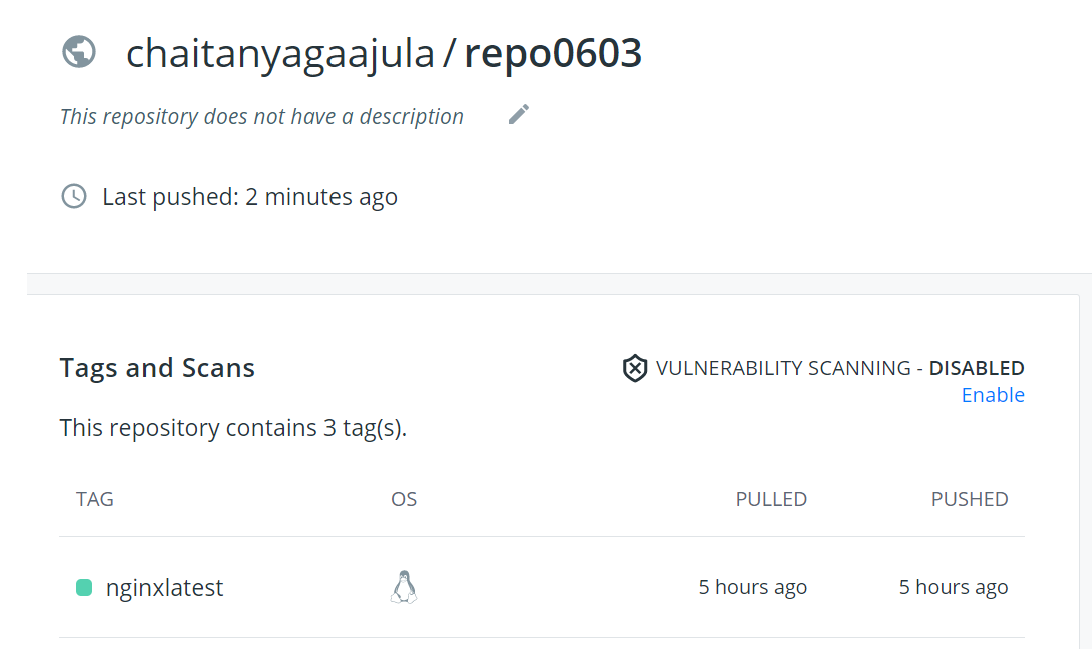 chaitanyagaajula / repo0603
This repository does not have a description
Last pushed: 2 minutes ago
Tags and Scans
VULNERABILITY SCANNING - DISABLED
Enable
This repository contains 3 tag(s).
TAG OS PULLED PUSHED
nginxlatest 5 hours ago 5 hours ago